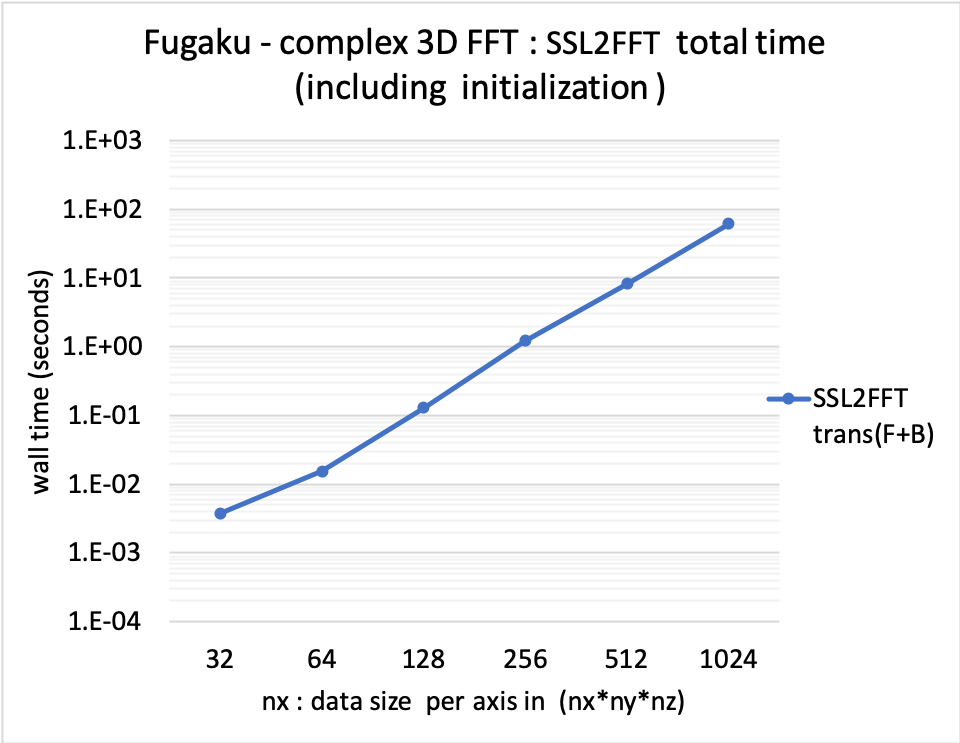 Fugaku - complex 3D FFT : SSL2FFT total time
(including initialization )
1.E+03
1.E+02
1.E+01
1.E+00
1.E-01
1.E-02
1.E-03
1.E-04
wall time (seconds)
32 64 128 256 512 1024
nx : data size per axis in (nx*ny*nz)
SSL2FFT
trans(F+B)